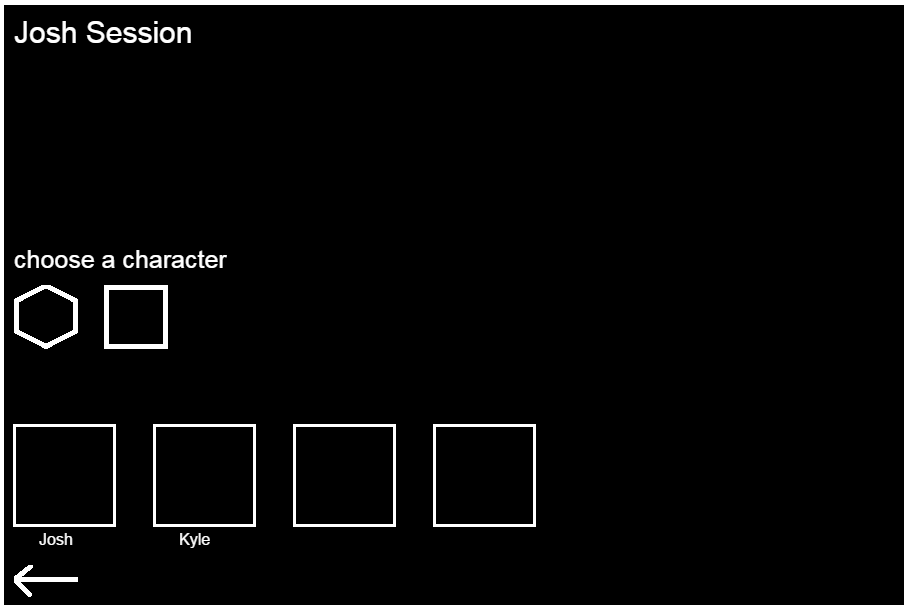 Josh Session
choose a character
Josh Kyle